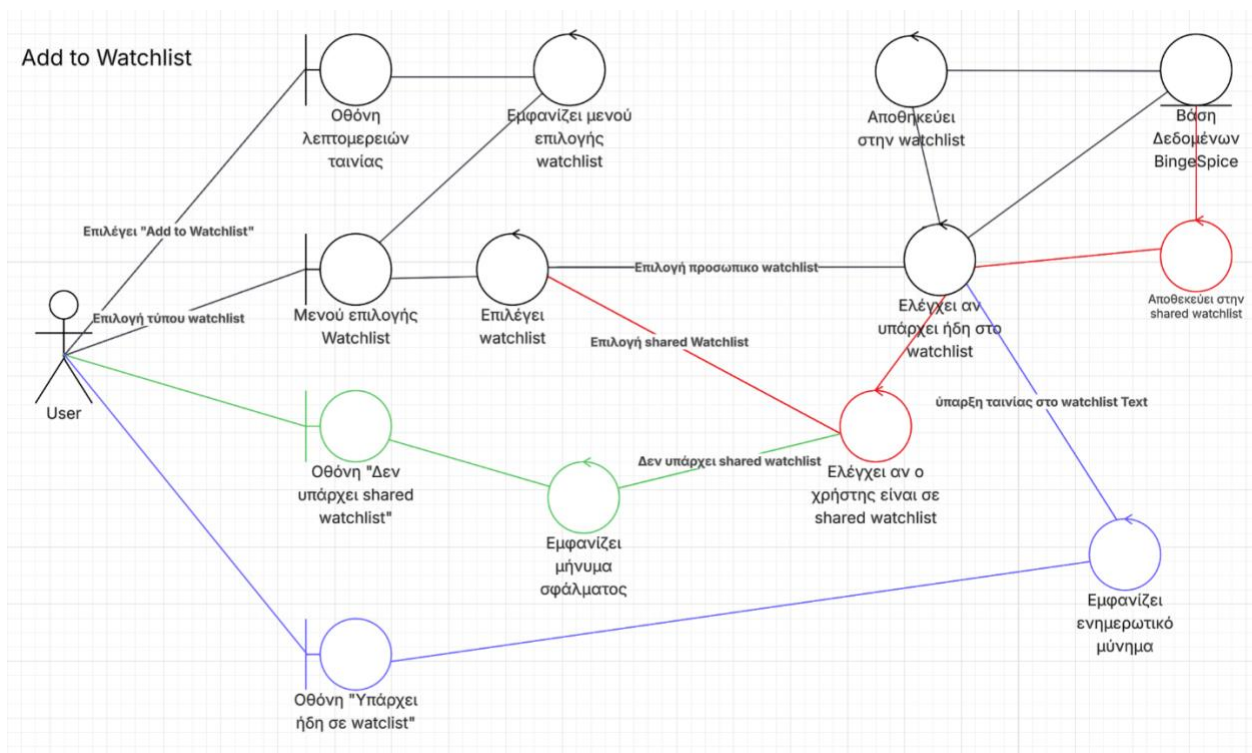 Add to Watchlist
Οθόνη
λεπτομερειών
ταινίας
Εμφανίζει μενού
επιλογής
watchlist
Αποθηκεύει
στην watchlist
Βάση
Δεδομένων
BingeSpice
Επιλέγει "Add to Watchlist"
Επιλογή τύπου watchlist
Μενού επιλογής
Watchlist
Επιλέγει
watchlist
Επιλογή προσωπικο watchlist
Ελέγχει αν
υπάρχει ήδη στο
watchlist
Αποθεκεύει στην
shared watchlist
Επιλογή shared Watchlist
User
ύπαρξη ταινίας στο watchlist Text
Οθόνη "Δεν
υπάρχει shared
watchlist"
Δεν υπάρχει shared watchlist
Ελέγχει αν ο
χρήστης είναι σε
shared watchlist
Εμφανίζει
μήνυμα
σφάλματος
Εμφανίζει
ενημερωτικό
μύνημα
Οθόνη "Υπάρχει
ήδη σε watclist"